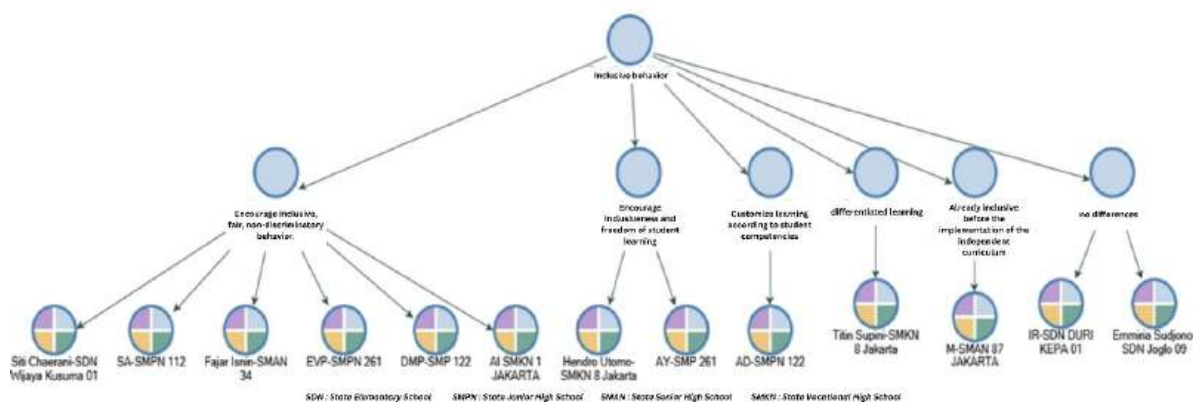 Inclusive behavior
Encourage inclusive,
fair, non-discriminatory
behavior.
Encourage
inclusiveness and
freedom of student
learning
Customize learning
according to student
competencies
differentiated learning
Already inclusive
before the
implementation of the
independent
curriculum
no differences
Siti Chaerani-SDN
Wijaya Kusuma 01
SA-SMPN 112
Fajar Isnin-SMAN
34
EVP-SMPN 261
DMP-SMP 122
AI SMKN 1
JAKARTA
Hendro Utomo-
SMKN 8 Jakarta
AY-SMP 261
AD-SMPN 122
Titin Supini-SMKN
8 Jakarta
M-SMAN 87
JAKARTA
IR-SDN DURI
KEPA 01
Emmina Sudjono
SDN Joglo 09
SDN : State Elementary School SMPN : State Junior High School SMAN : State Senior High School SMKN : State Vocational High School